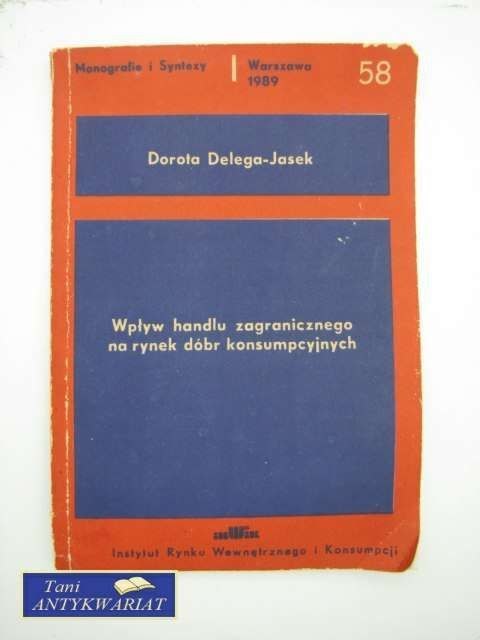 Monografie i Syntezy
Warszawa
1989
58
Dorota Delega-Jasek
Wpływ handlu zagranicznego
na rynek dóbr konsumpcyjnych
Instytut Rynku Wewnętrznego i Konsumpcji
Tani
ANTYKWARIAT